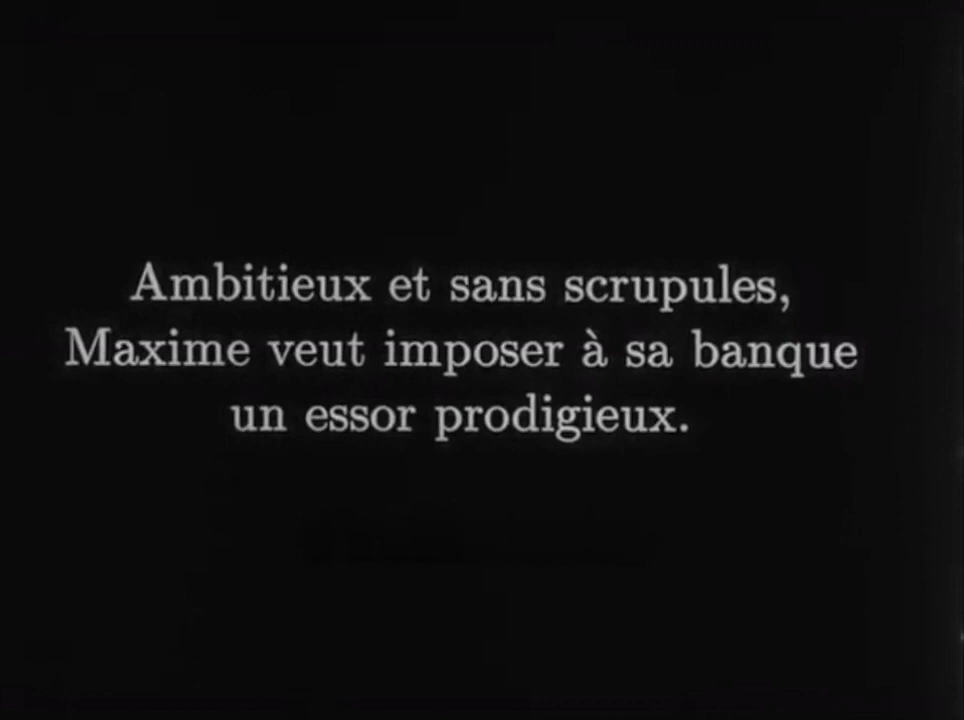 Ambitieux et sans scrupules,
Maxime veut imposer à sa banque
un essor prodigieux.